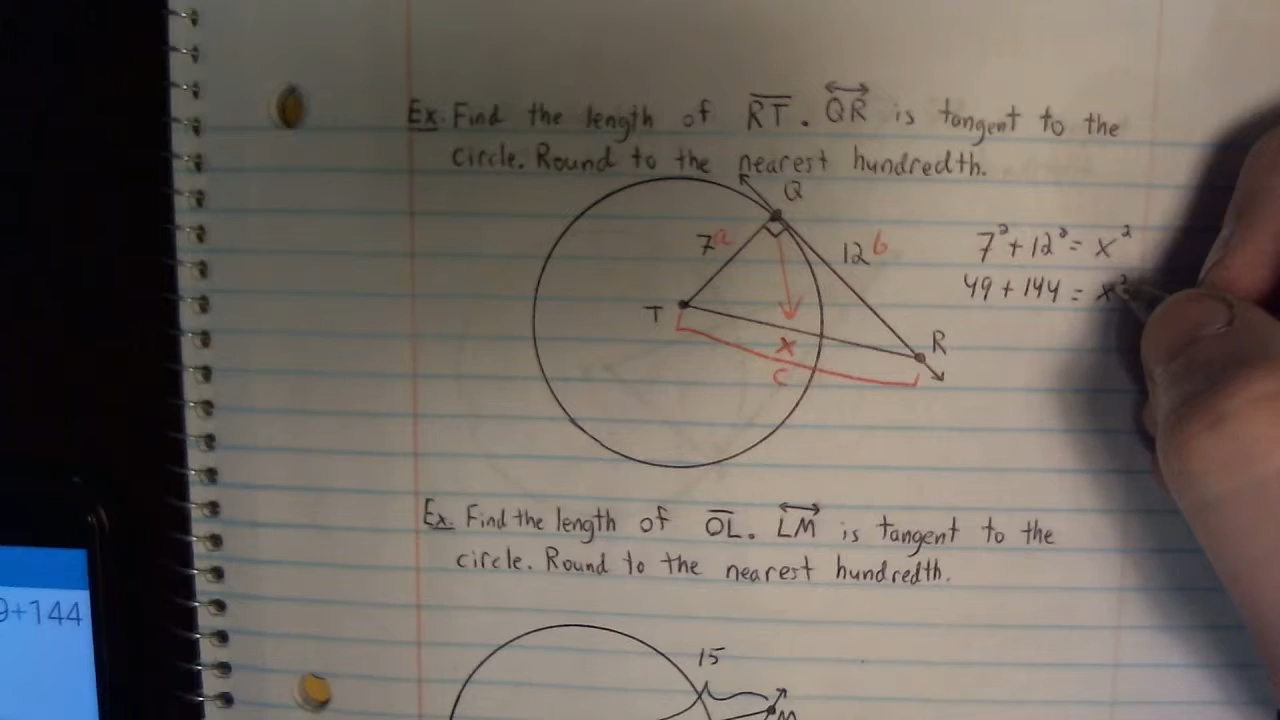 Ex. Find the length of RT. QR is tangent to the
circle. Round to the nearest hundredth.
Q
7a
12b
7² + 12² = x²
49 + 144 = x²
T
x
R
c
Ex. Find the length of OL. LM is tangent to the
circle. Round to the nearest hundredth.
9+144
15
M